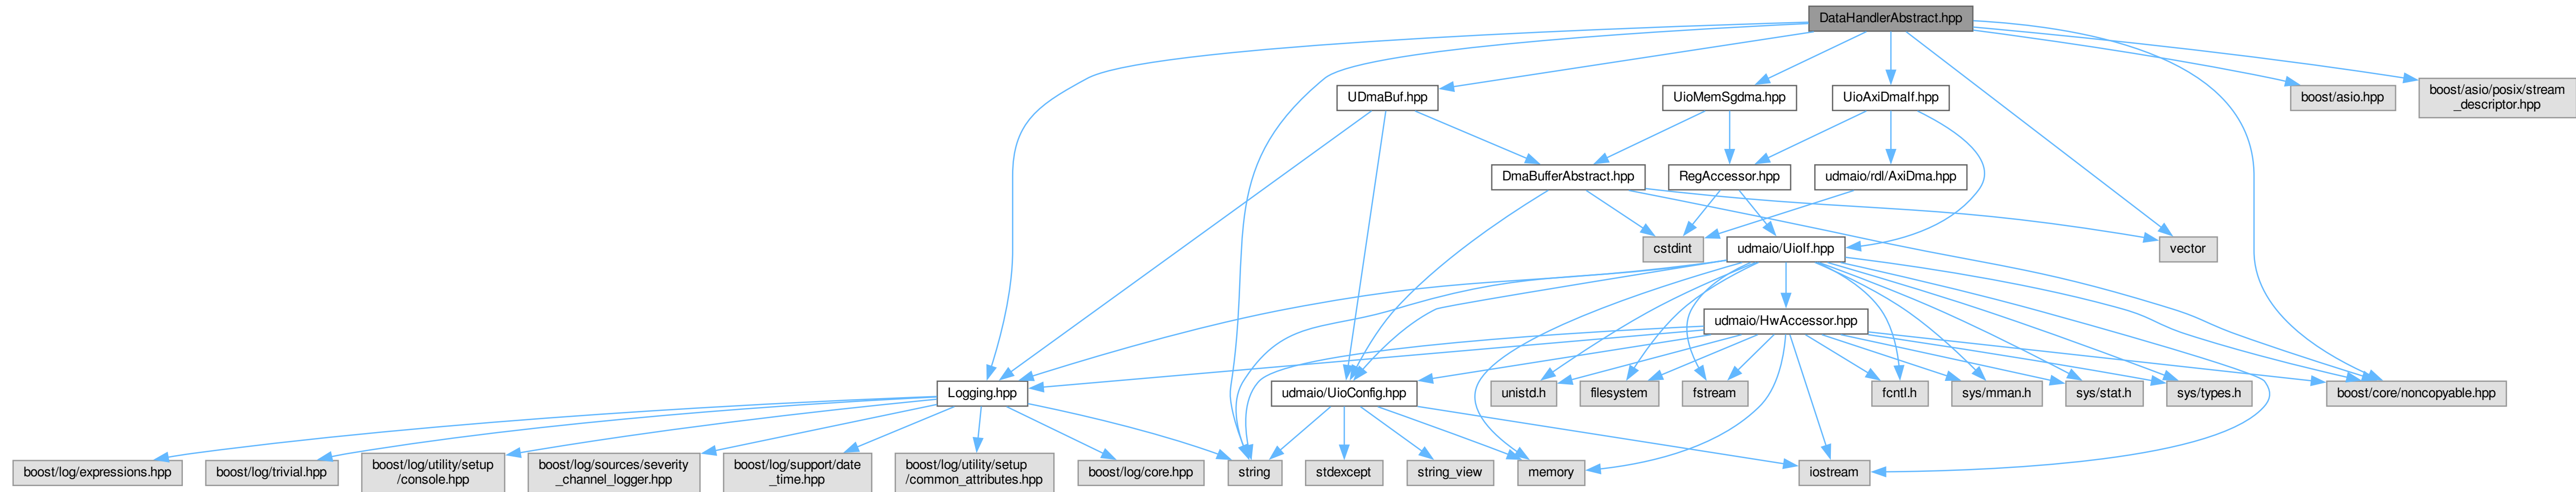 DataHandlerAbstract.hpp
UDmaBuf.hpp
UioMemSgdma.hpp
UioAxiDmaIf.hpp
boost/asio.hpp
boost/asio/posix/stream
_descriptor.hpp
DmaBufferAbstract.hpp
RegAccessor.hpp
udmaio/rdl/AxiDma.hpp
cstdint
udmaio/UioIf.hpp
vector
udmaio/HwAccessor.hpp
Logging.hpp
udmaio/UioConfig.hpp
unistd.h
filesystem
fstream
fcntl.h
sys/mman.h
sys/stat.h
sys/types.h
boost/core/noncopyable.hpp
boost/log/expressions.hpp
boost/log/trivial.hpp
boost/log/utility/setup
/console.hpp
boost/log/sources/severity
_channel_logger.hpp
boost/log/support/date
_time.hpp
boost/log/utility/setup
/common_attributes.hpp
boost/log/core.hpp
string
stdexcept
string_view
memory
iostream